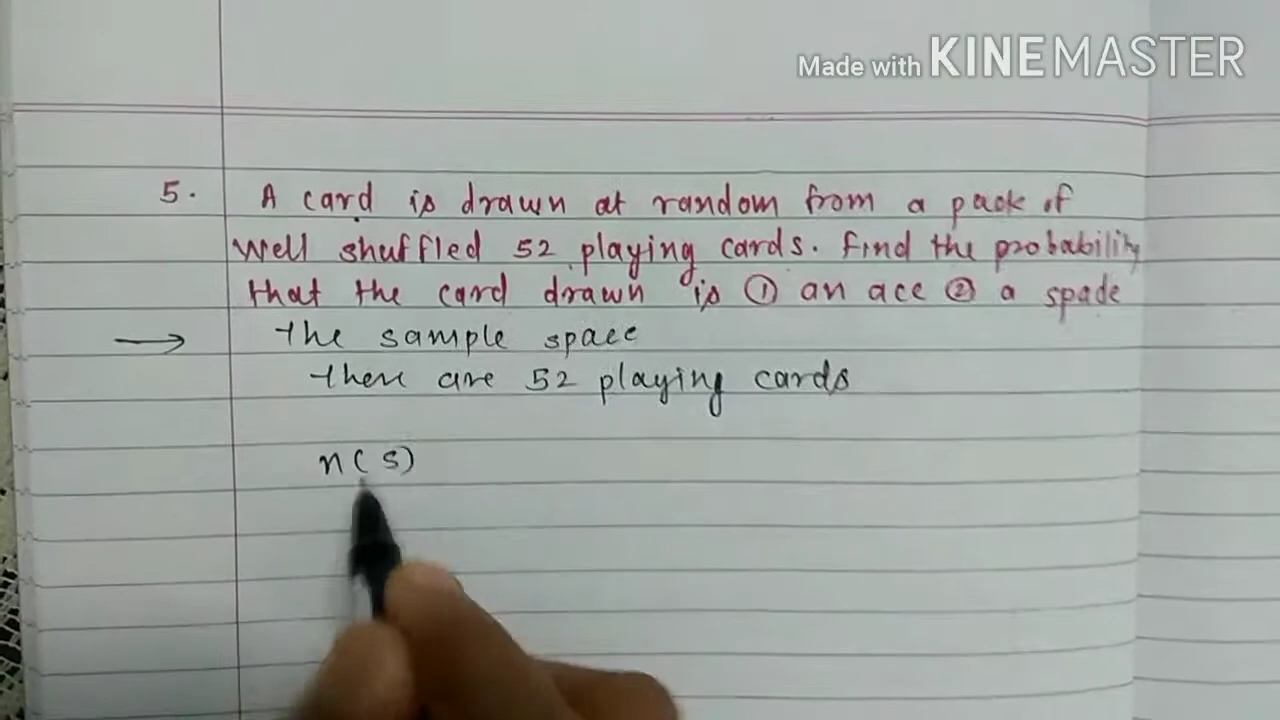 Made with KINEMASTER
5. A card is drawn at random from a pack of
well shuffled 52 playing cards. Find the probability
that the card drawn is ① an ace ② a spade
→ the sample space
there are 52 playing cards
n(s)